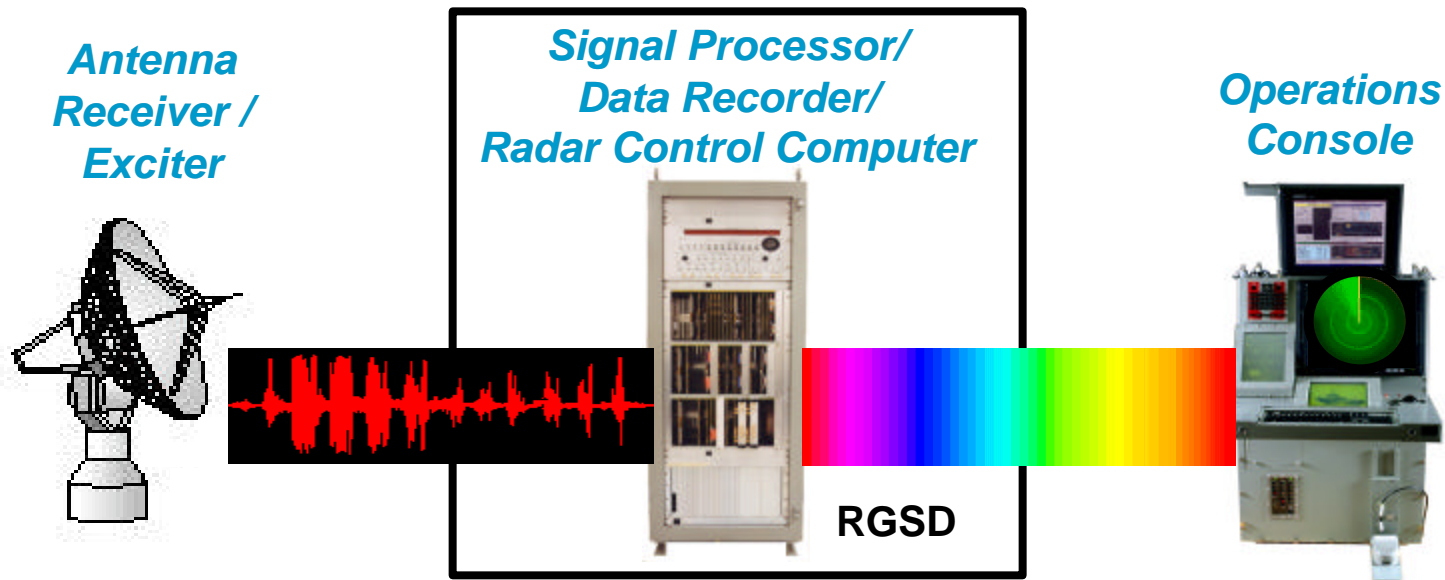 Antenna
Receiver /
Exciter
Signal Processor/
Data Recorder/
Radar Control Computer
Operations
Console
RGSD